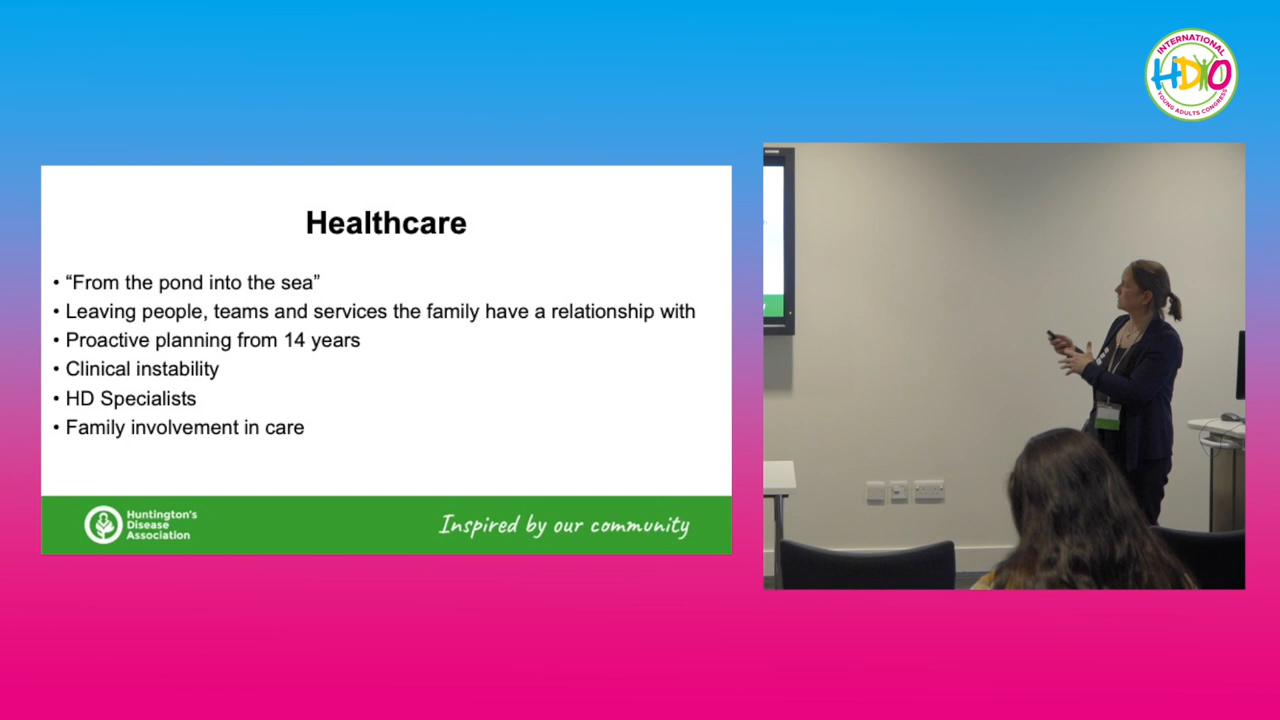 INTERNATIONAL
HDYO
YOUNG ADULTS CONGRESS
Healthcare
• “From the pond into the sea”
• Leaving people, teams and services the family have a relationship with
• Proactive planning from 14 years
• Clinical instability
• HD Specialists
• Family involvement in care
Huntington's
Disease
Association
Inspired by our community